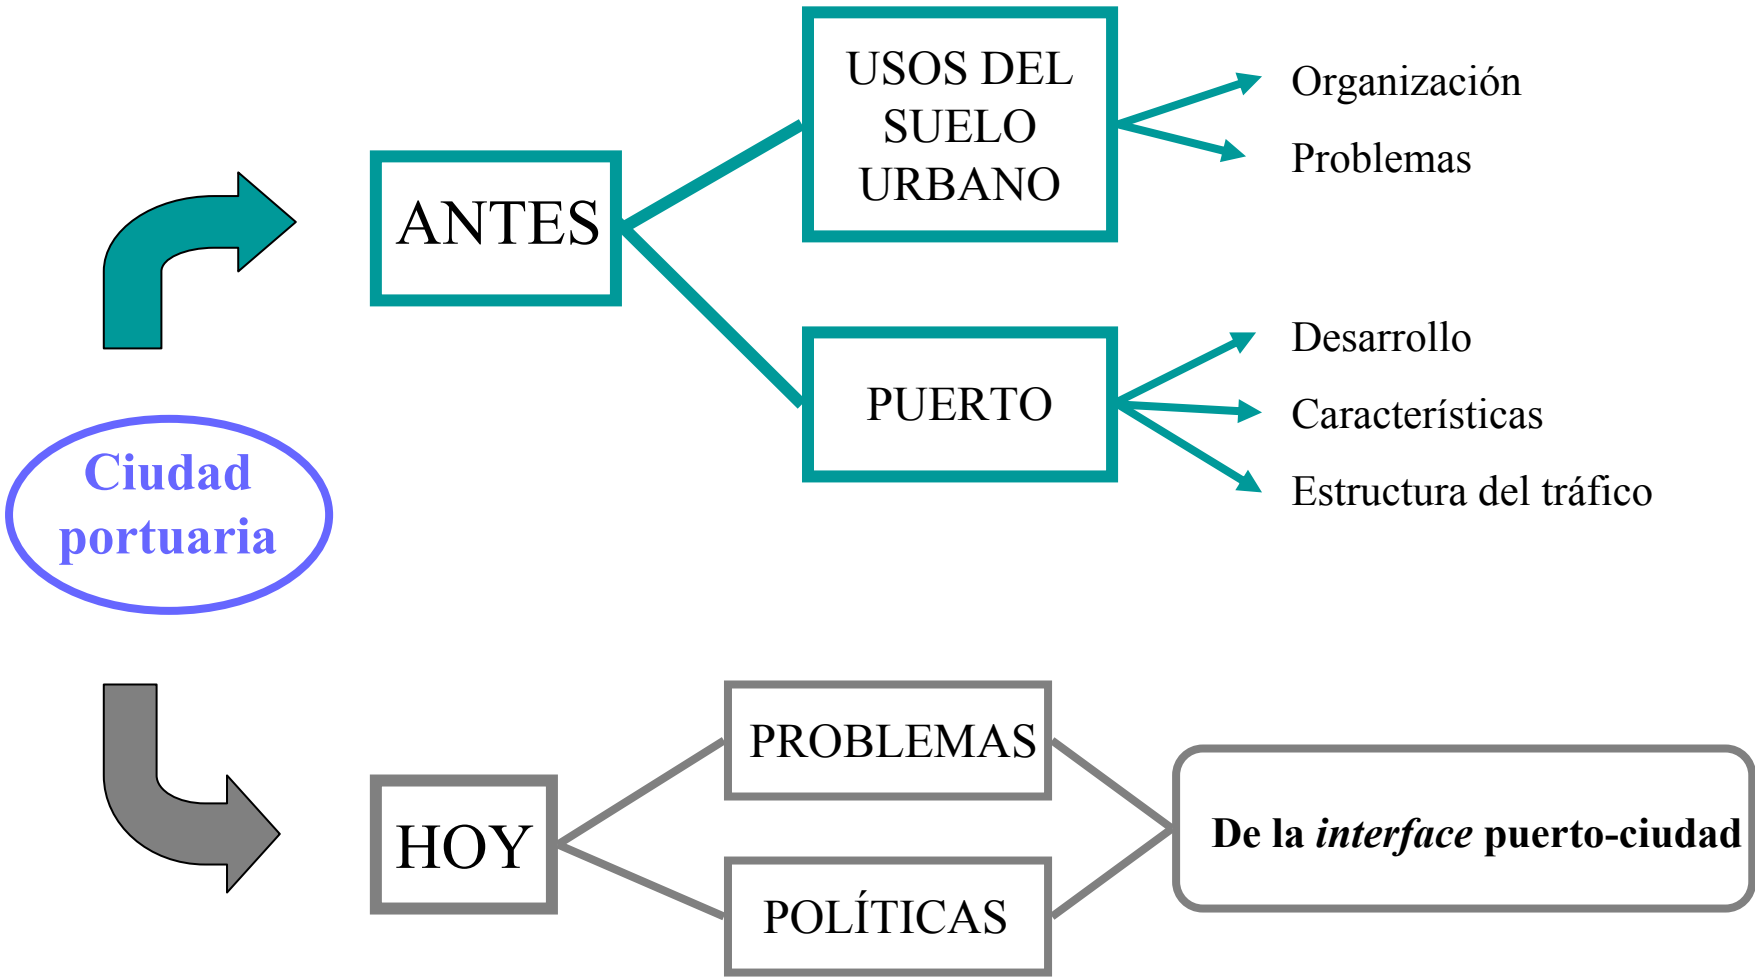 USOS DEL
SUELO
URBANO
Organización
Problemas
ANTES
Desarrollo
PUERTO
Características
Estructura del tráfico
Ciudad
portuaria
PROBLEMAS
De la interface puerto-ciudad
HOY
POLÍTICAS